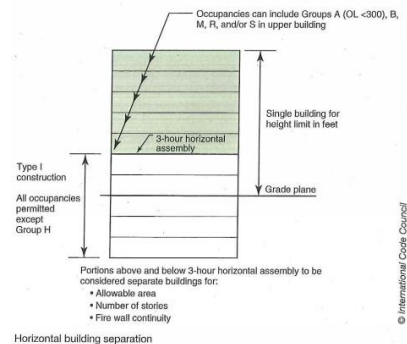 Occupancies can include Groups A (OL <300), B,
M, R, and/or S in upper building
Single building for
height limit in feet
3-hour horizontal
assembly
Type I
construction
All occupancies
permitted
except
Group H
Grade plane
Portions above and below 3-hour horizontal assembly to be
considered separate buildings for:
• Allowable area
• Number of stories
• Fire wall continuity
© International Code Council
Horizontal building separation